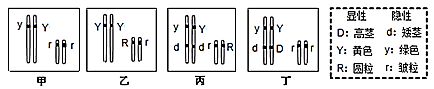 y Y
r r
甲
Y Y
R r
乙
y Y
d d r R
丙
y Y
d D r r
丁
显性 隐性
D: 高茎 d: 矮茎
Y: 黄色 y: 绿色
R: 圆粒 r: 皱粒